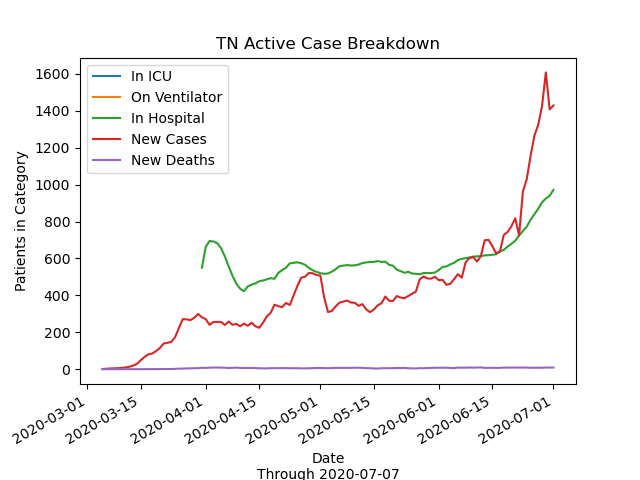 TN Active Case Breakdown
In ICU
On Ventilator
In Hospital
New Cases
New Deaths
Patients in Category
1600
1400
1200
1000
800
600
400
200
0
2020-03-01
2020-03-15
2020-04-01
2020-04-15
2020-05-01
2020-05-15
2020-06-01
2020-06-15
2020-07-01
Date
Through 2020-07-07